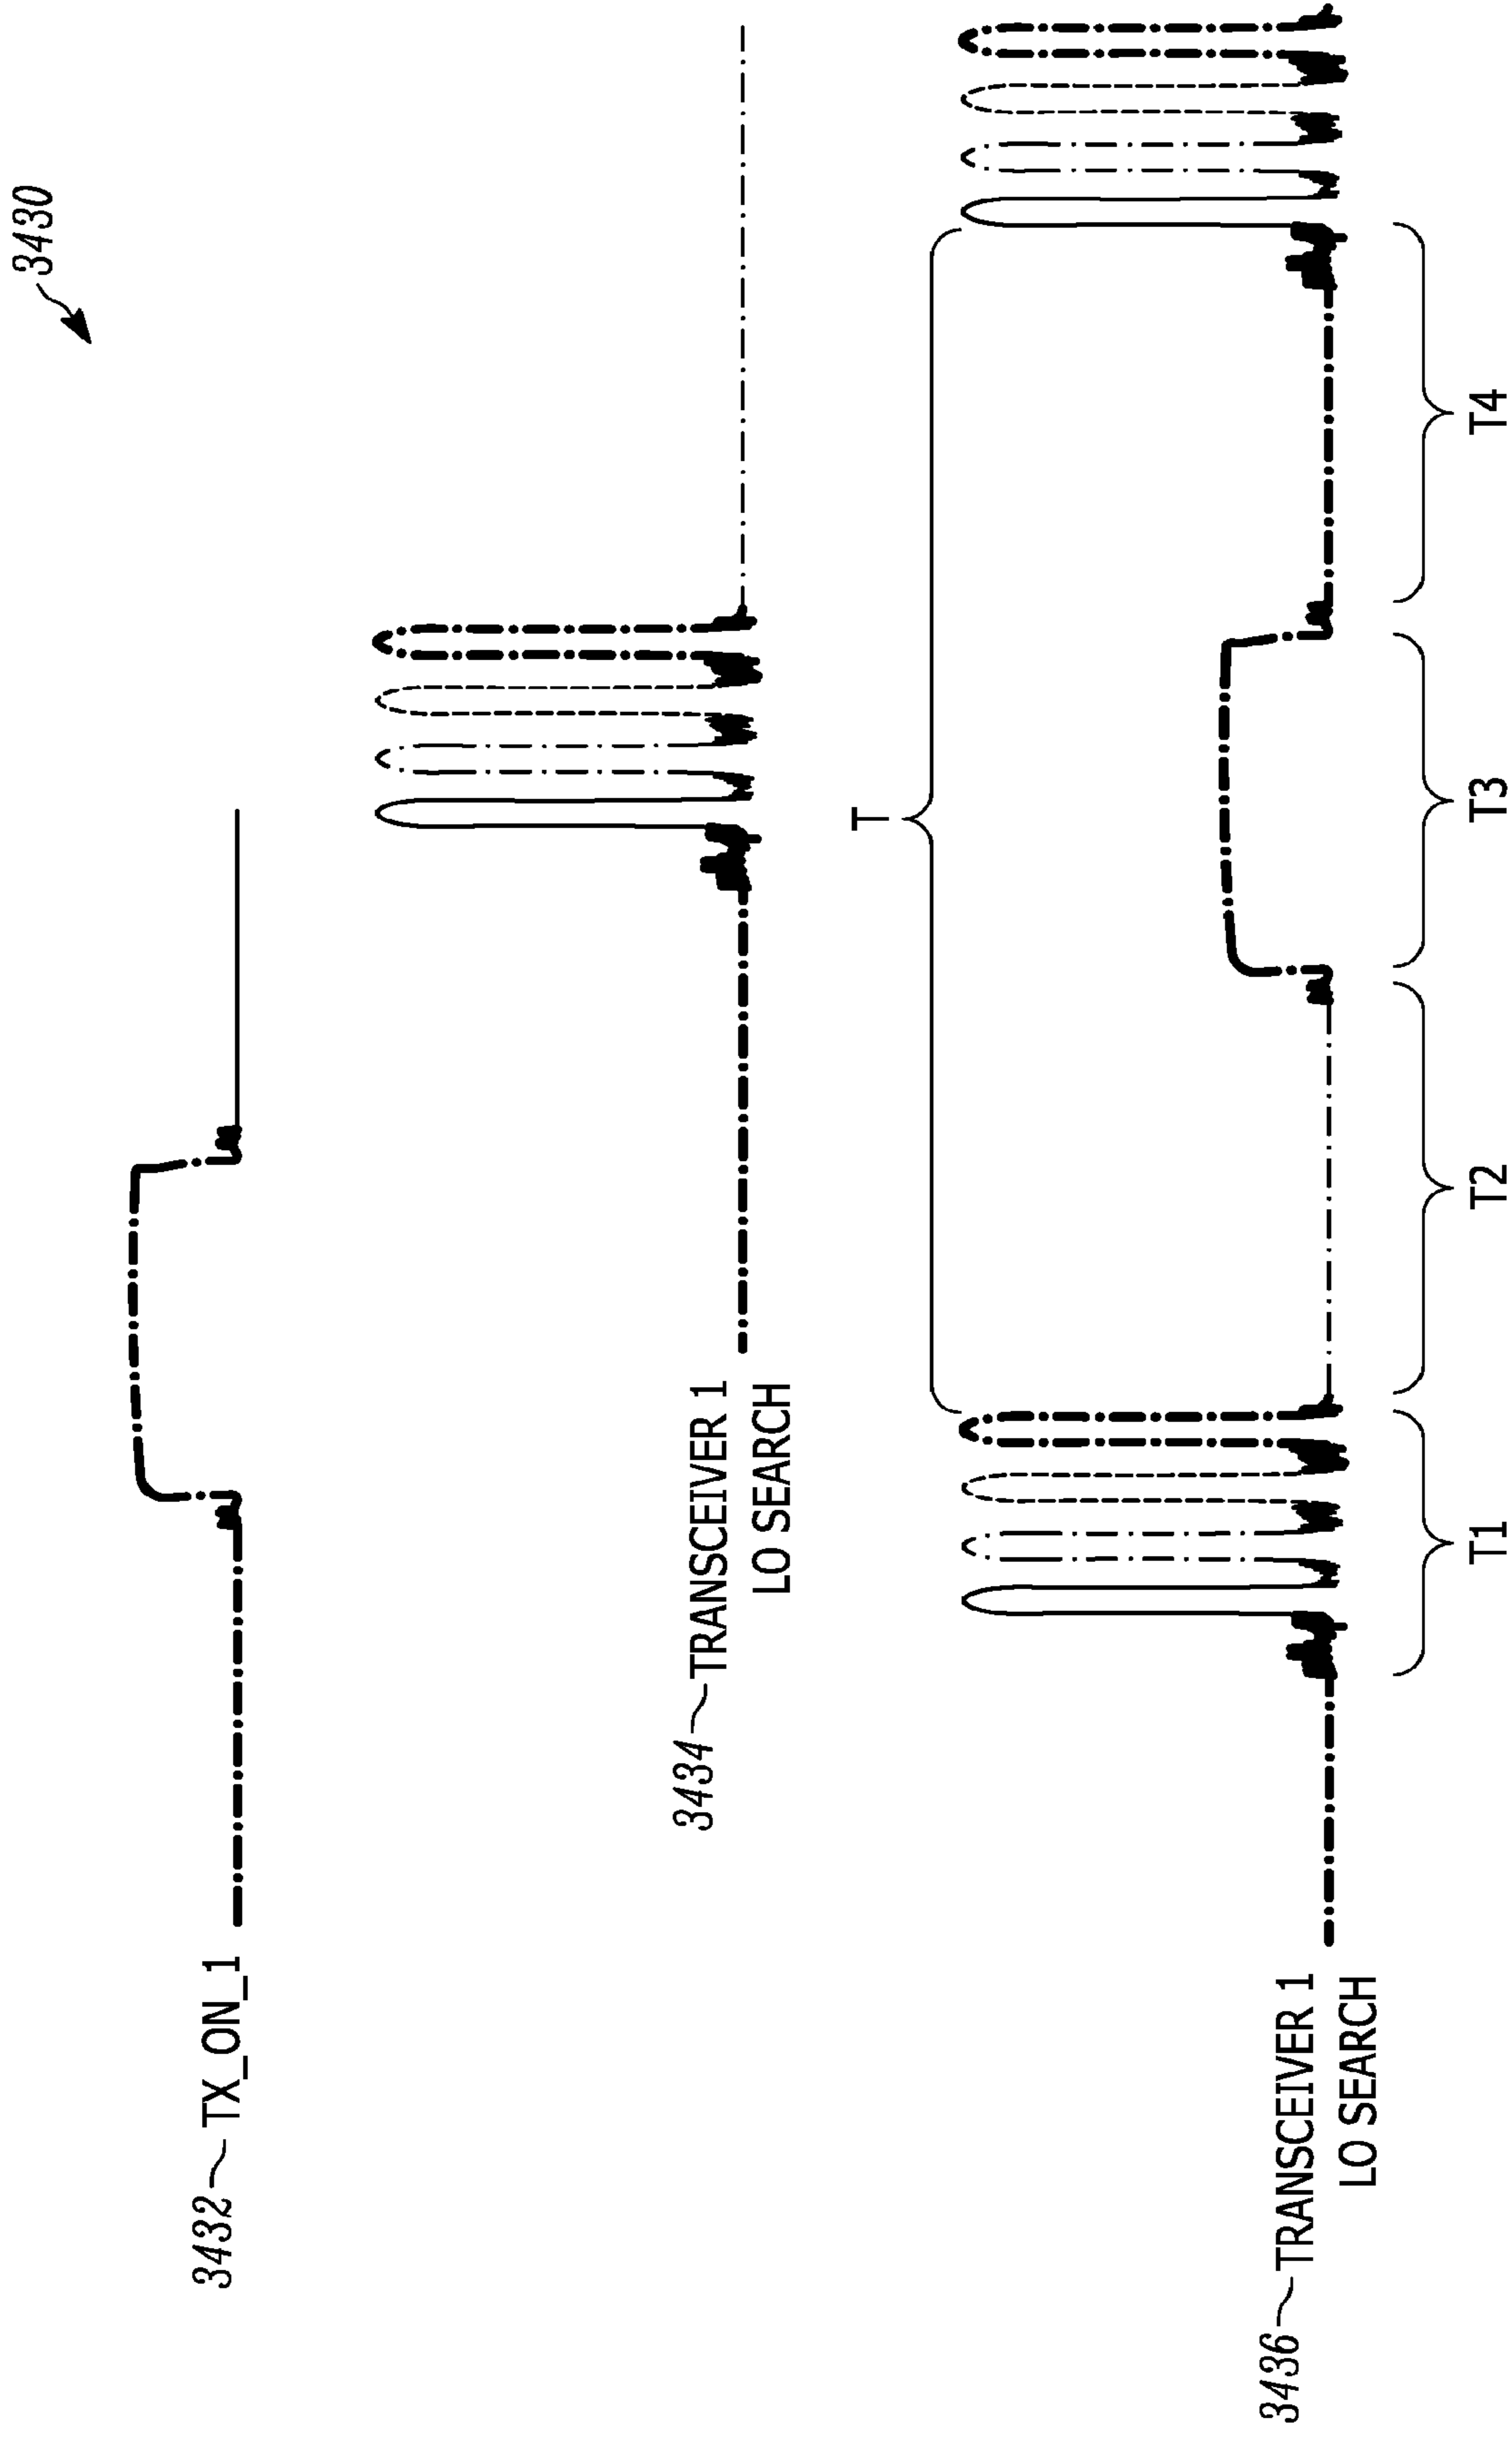 3430
3432 TX_ON_1
3434 TRANSCEIVER 1
LO SEARCH
T
3436 TRANSCEIVER 1
LO SEARCH
T1 T2 T3 T4